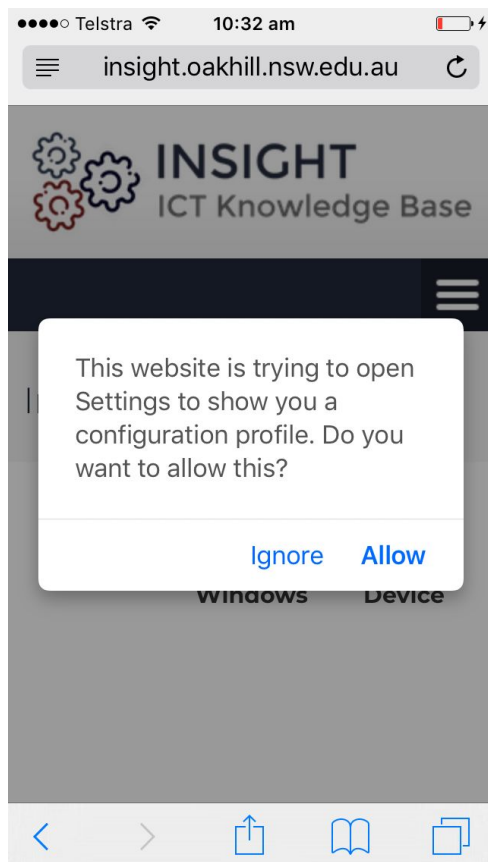 Telstra 10:32 am
insight.oakhill.nsw.edu.au
INSIGHT
ICT Knowledge Base
This website is trying to open
Settings to show you a
configuration profile. Do you
want to allow this?
Ignore Allow
Windows Device